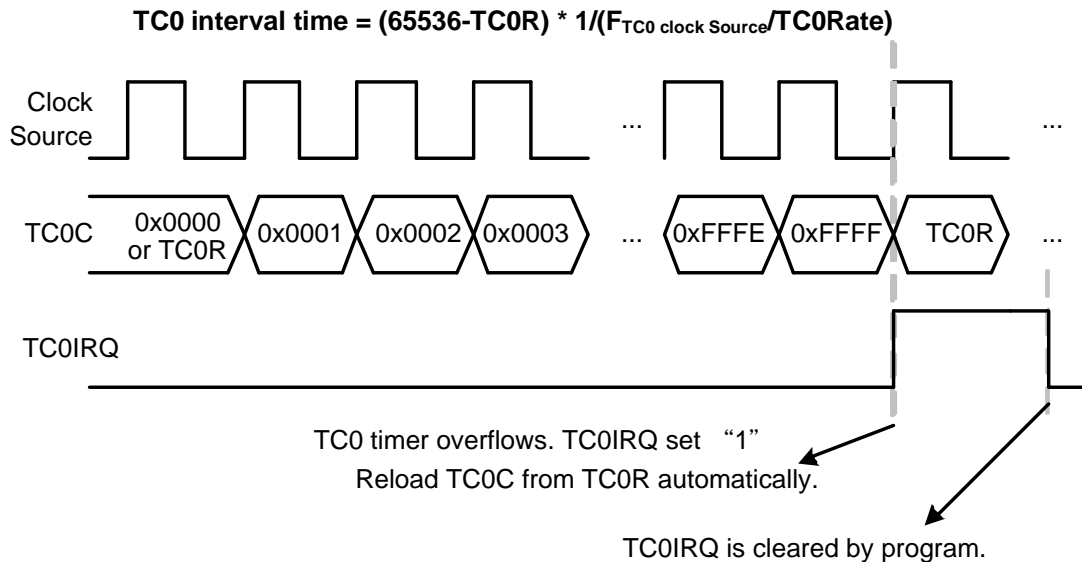 TC0 interval time = (65536-TC0R) * 1/(FTC0 clock Source/TC0Rate)
Clock
Source
...
...
TC0C
0x0000
or TC0R
0x0001
0x0002
0x0003
...
0xFFFE
0xFFFF
TC0R
...
TC0IRQ
TC0 timer overflows. TC0IRQ set “1”
Reload TC0C from TC0R automatically.
TC0IRQ is cleared by program.